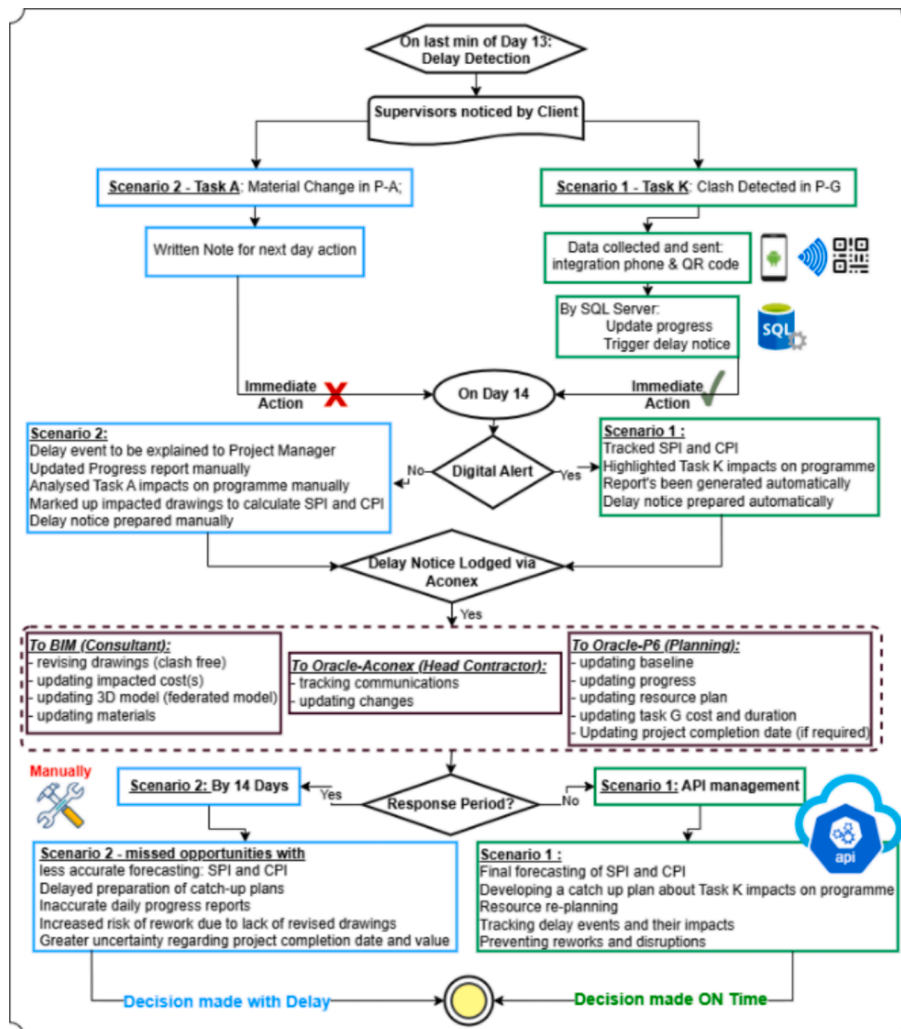 On last min of Day 13:
Delay Detection
Supervisors noticed by Client
Scenario 2 - Task A: Material Change in P-A;
Scenario 1 - Task K: Clash Detected in P-G
Written Note for next day action
Data collected and sent:
integration phone & QR code
By SQL Server:
Update progress
Trigger delay notice
SQL
Immediate
Action
X
On Day 14
Immediate
Action
Scenario 2:
Delay event to be explained to Project Manager
Updated Progress report manually
Analysed Task A impacts on programme manually
Marked up impacted drawings to calculate SPI and CPI
Delay notice prepared manually
No
Digital Alert
Yes
Scenario 1 :
Tracked SPI and CPI
Highlighted Task K impacts on programme
Report's been generated automatically
Delay notice prepared automatically
Delay Notice Lodged via
Aconex
Yes
To BIM (Consultant):
- revising drawings (clash free)
- updating impacted cost(s)
- updating 3D model (federated model)
- updating materials
To Oracle-Aconex (Head Contractor):
- tracking communications
- updating changes
To Oracle-P6 (Planning):
- updating baseline
- updating progress
- updating resource plan
- updating task G cost and duration
- Updating project completion date (if required)
Manually
Scenario 2: By 14 Days
Yes
Response Period?
No
Scenario 1: API management
api
Scenario 2 - missed opportunities with
less accurate forecasting: SPI and CPI
Delayed preparation of catch-up plans
Inaccurate daily progress reports
Increased risk of rework due to lack of revised drawings
Greater uncertainty regarding project completion date and value
Scenario 1 :
Final forecasting of SPI and CPI
Developing a catch up plan about Task K impacts on programme
Resource re-planning
Tracking delay events and their impacts
Preventing reworks and disruptions
Decision made with Delay
Decision made ON Time